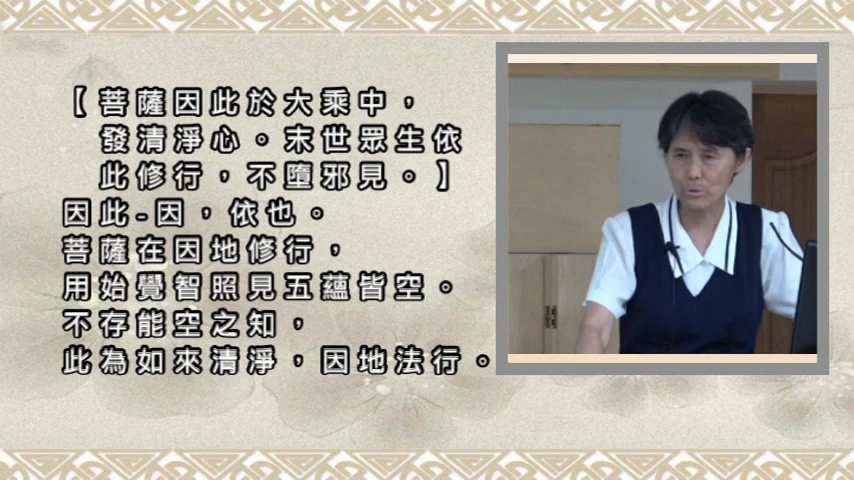 【菩薩因此於大乘中，
發清淨心。末世眾生依
此修行，不墮邪見。】
因此-因，依也。
菩薩在因地修行，
用始覺智照見五蘊皆空。
不存能空之知，
此為如來清淨，因地法行。